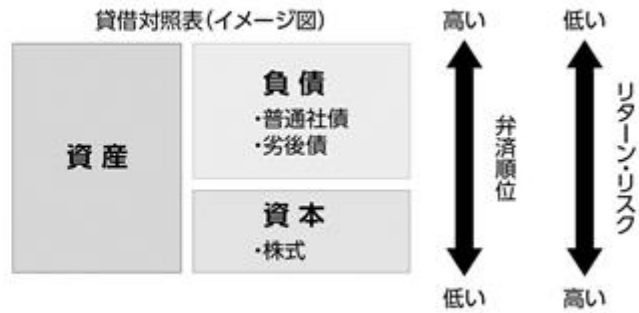 貸借対照表(イメージ図)
資産
負債
・普通社債
・劣後債
資本
・株式
高い
弁済順位
低い
低い
リターン・リスク
高い